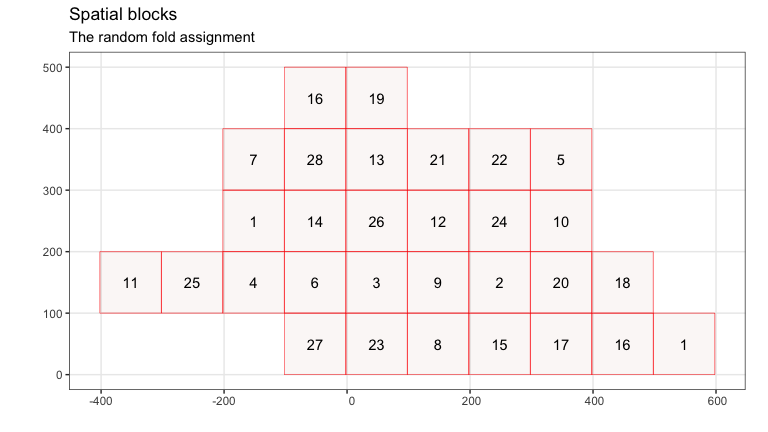 Spatial blocks
The random fold assignment
500
16 19
400
7 28 13 21 22 5
300
1 14 26 12 24 10
200
11 25 4 6 3 9 2 20 18
100
27 23 8 15 17 16 1
0
-400 -200 0 200 400 600